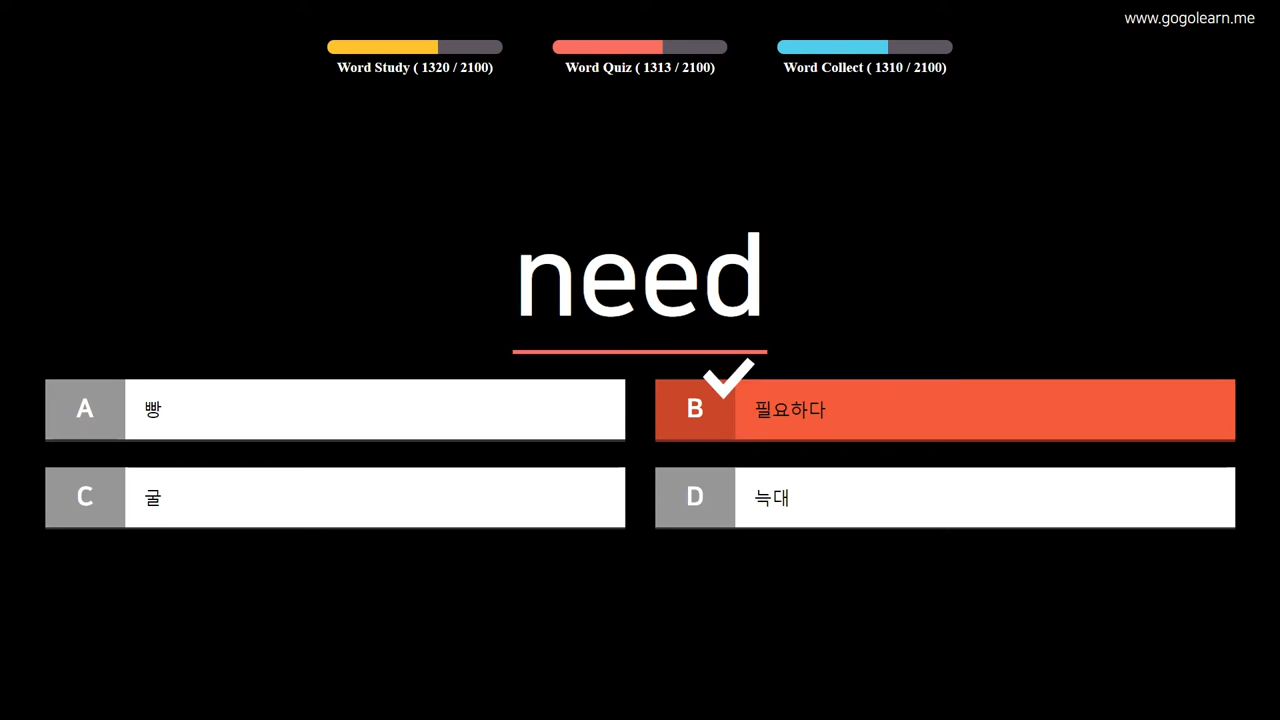 www.gogolearn.me
Word Study ( 1320 / 2100) Word Quiz ( 1313 / 2100) Word Collect ( 1310 / 2100)
need
A 빵
B 필요하다
C 굴
D 늑대